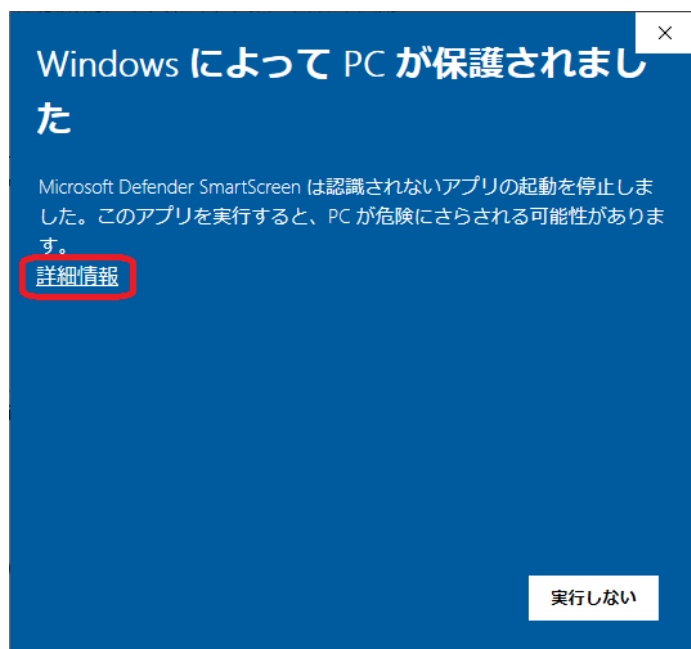 Windows によって PC が保護されまし
た
Microsoft Defender SmartScreen は認識されないアプリの起動を停止しま
した。このアプリを実行すると、PC が危険にさらされる可能性がありま
す。
詳細情報
実行しない